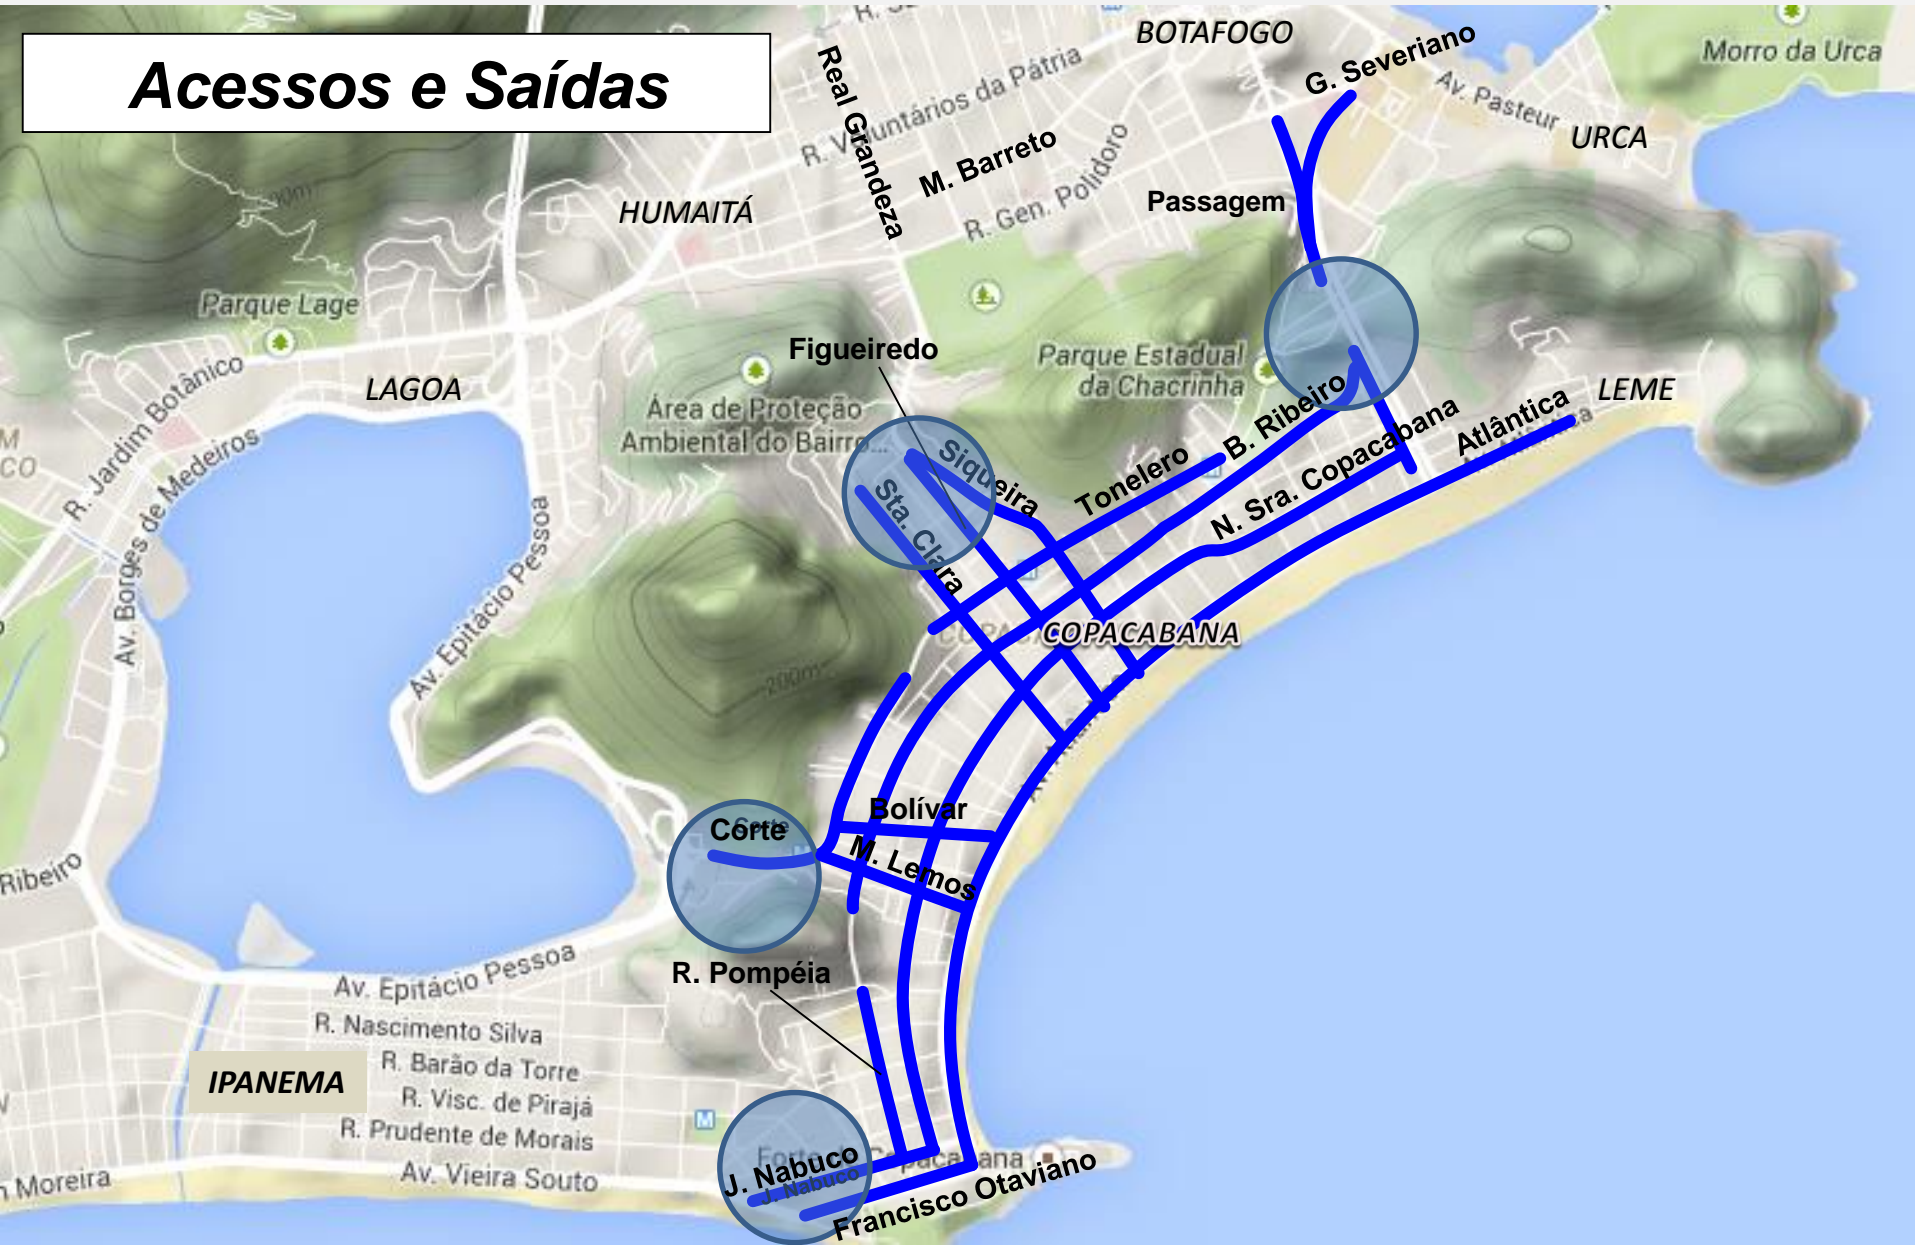 Acessos e Saídas
BOTAFOGO
G. Severiano
Morro da Urca
Real Grandeza
R. Voluntários da Pátria
Av. Pasteur
URCA
M. Barreto
R. Gen. Polidoro
Passagem
HUMAITÁ
Parque Lage
Figueiredo
Parque Estadual
da Chacrinha
LAGOA
LEME
R. Jardim Botânico
Área de Proteção
Ambiental do Bairro...
B. Ribeiro
Atlântica
N. Sra. Copacabana
Tonelero
Siqueira
Sta. Clara
Av. Borges de Medeiros
Av. Epitácio Pessoa
COPACABANA
200m
Bolívar
Corte
Corte
M. Lemos
Ribeiro
Av. Epitácio Pessoa
R. Pompéia
R. Nascimento Silva
R. Barão da Torre
IPANEMA
R. Visc. de Pirajá
M
R. Prudente de Morais
Moreira
Av. Vieira Souto
J. Nabuco
J. Nabuco
Francisco Otaviano